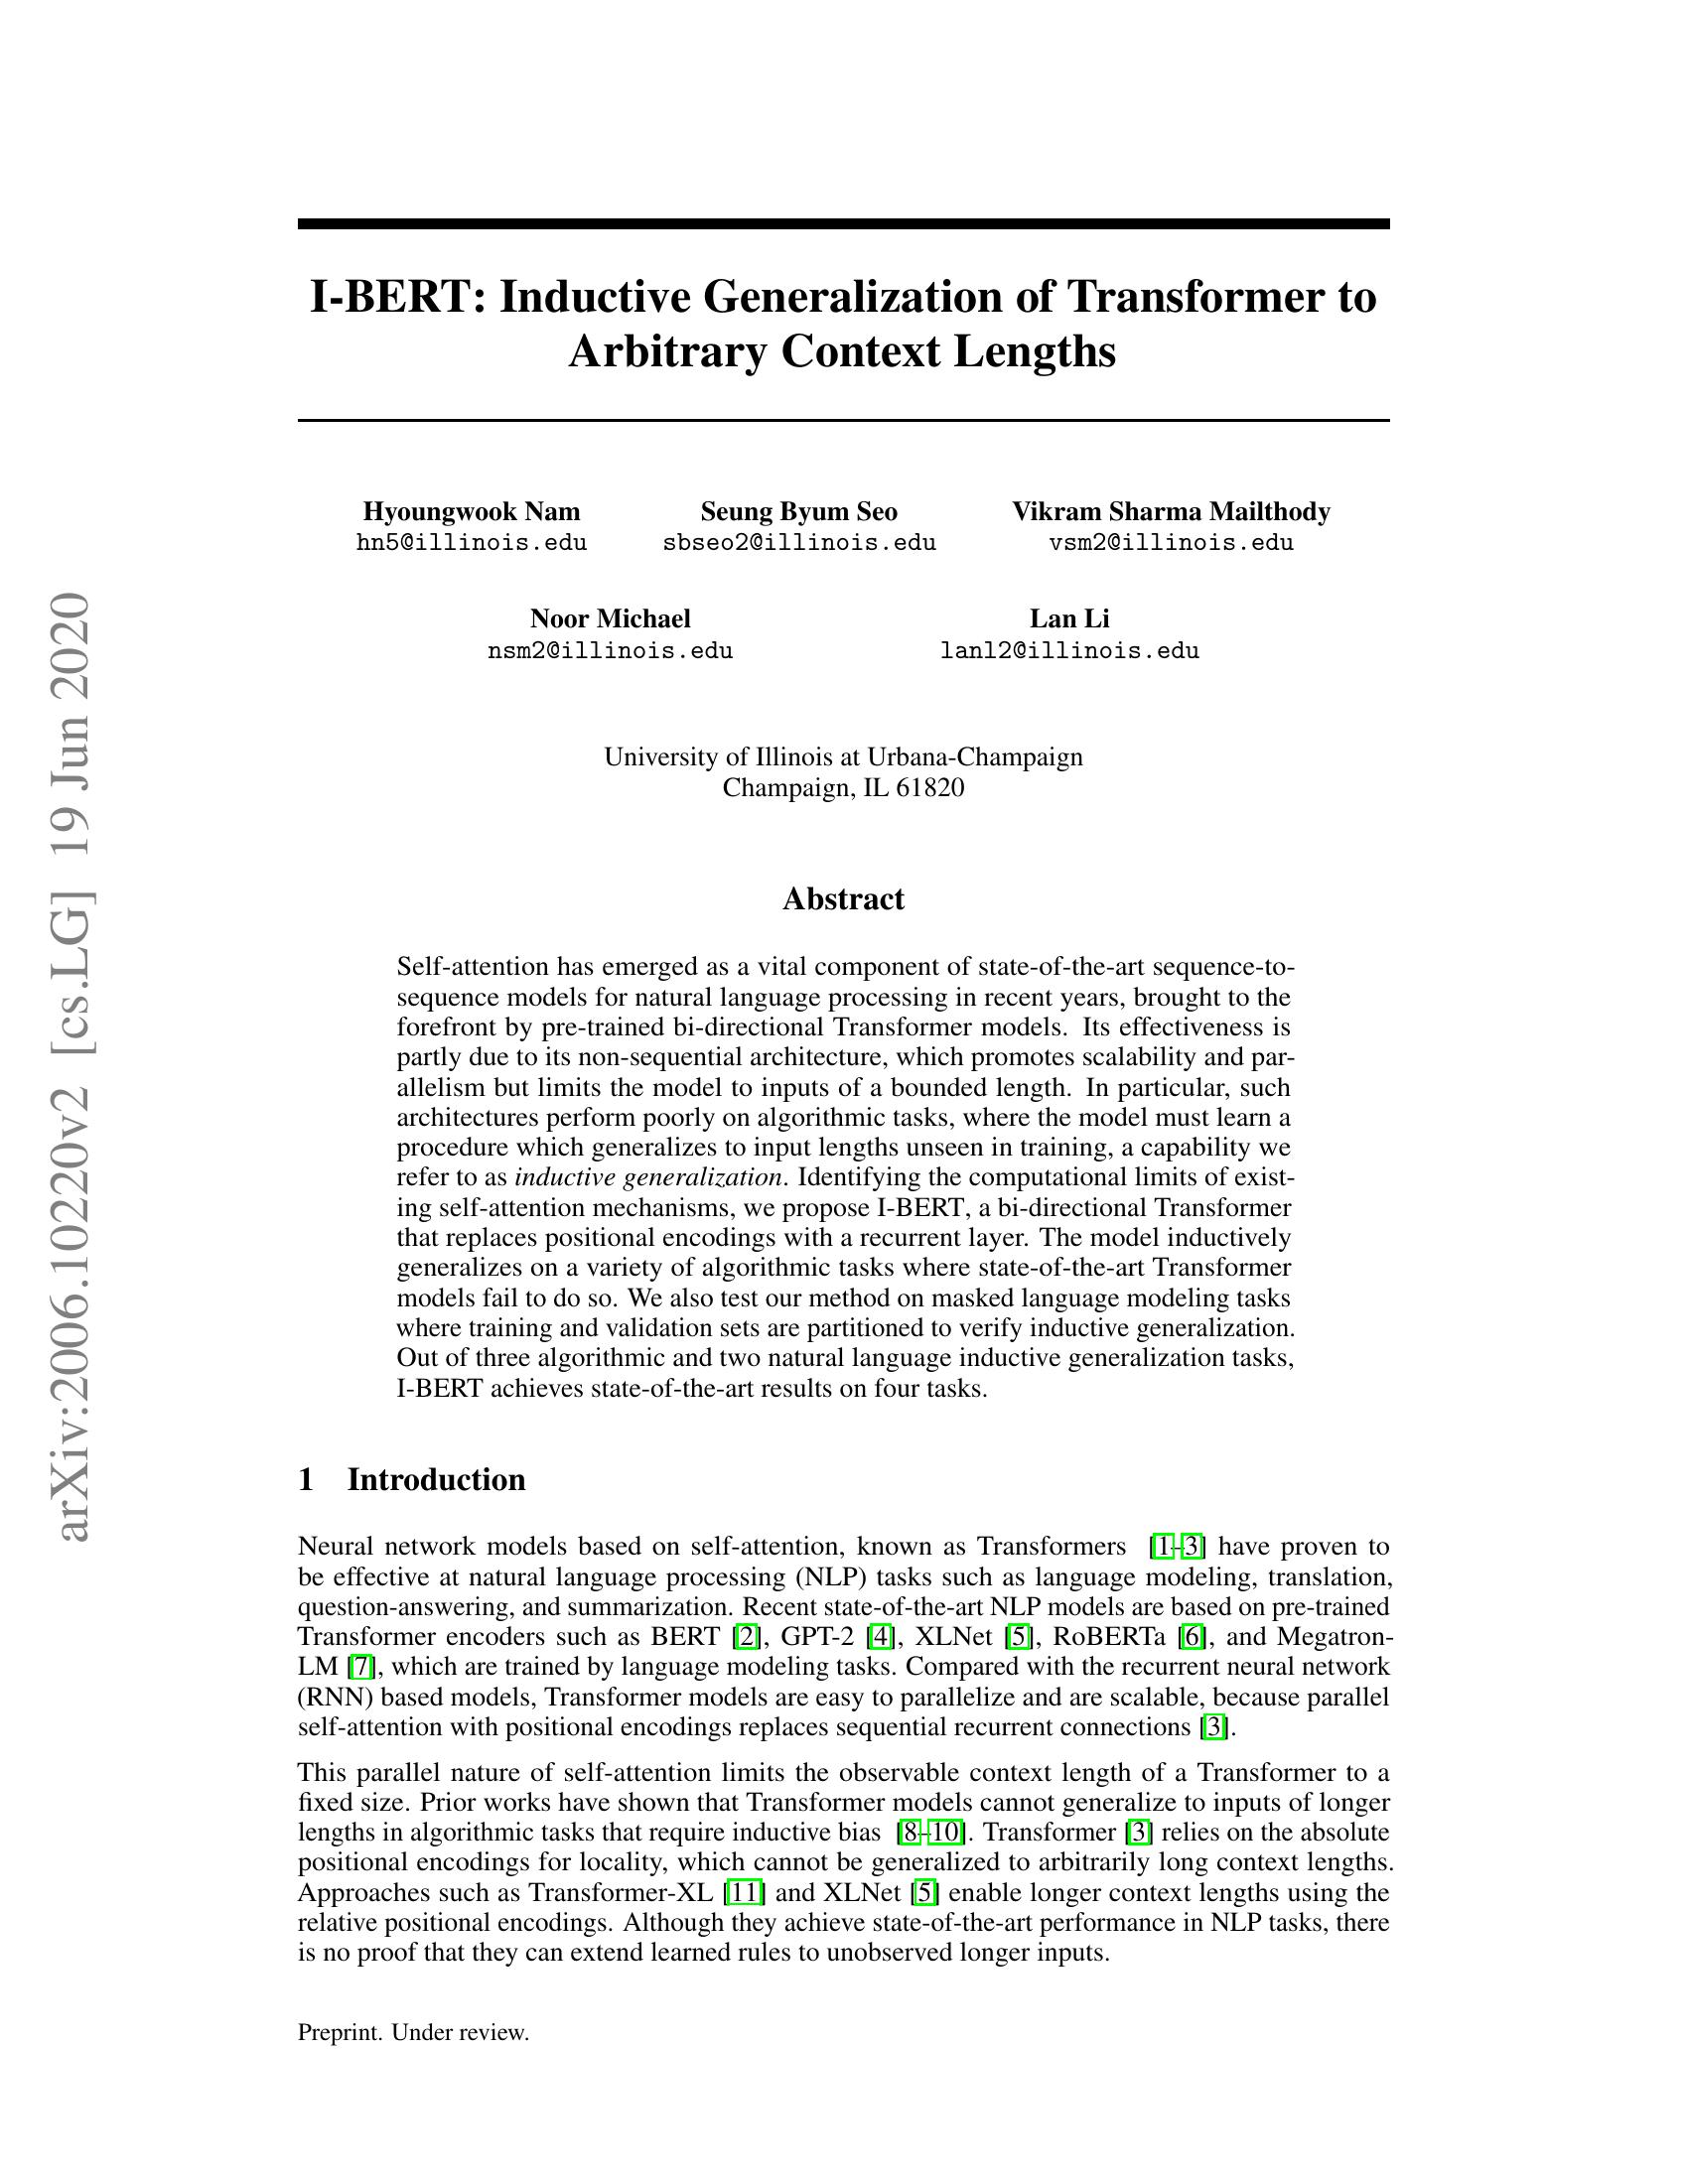 arXiv:2006.10220v2 [cs.LG] 19 Jun 2020
I-BERT: Inductive Generalization of Transformer to
Arbitrary Context Lengths
Hyoungwook Nam
hn5@illinois.edu
Seung Byum Seo
sbseo2@illinois.edu
Vikram Sharma Mailthody
vsm2@illinois.edu
Noor Michael
nsm2@illinois.edu
Lan Li
lanl2@illinois.edu
University of Illinois at Urbana-Champaign
Champaign, IL 61820
Abstract
Self-attention has emerged as a vital component of state-of-the-art sequence-to-
sequence models for natural language processing in recent years, brought to the
forefront by pre-trained bi-directional Transformer models. Its effectiveness is
partly due to its non-sequential architecture, which promotes scalability and par-
allelism but limits the model to inputs of a bounded length. In particular, such
architectures perform poorly on algorithmic tasks, where the model must learn a
procedure which generalizes to input lengths unseen in training, a capability we
refer to as inductive generalization. Identifying the computational limits of exist-
ing self-attention mechanisms, we propose I-BERT, a bi-directional Transformer
that replaces positional encodings with a recurrent layer. The model inductively
generalizes on a variety of algorithmic tasks where state-of-the-art Transformer
models fail to do so. We also test our method on masked language modeling tasks
where training and validation sets are partitioned to verify inductive generalization.
Out of three algorithmic and two natural language inductive generalization tasks,
I-BERT achieves state-of-the-art results on four tasks.
1 Introduction
Neural network models based on self-attention, known as Transformers [1–3] have proven to
be effective at natural language processing (NLP) tasks such as language modeling, translation,
question-answering, and summarization. Recent state-of-the-art NLP models are based on pre-trained
Transformer encoders such as BERT [2], GPT-2 [4], XLNet [5], RoBERTa [6], and Megatron-
LM [7], which are trained by language modeling tasks. Compared with the recurrent neural network
(RNN) based models, Transformer models are easy to parallelize and are scalable, because parallel
self-attention with positional encodings replaces sequential recurrent connections [3].
This parallel nature of self-attention limits the observable context length of a Transformer to a
fixed size. Prior works have shown that Transformer models cannot generalize to inputs of longer
lengths in algorithmic tasks that require inductive bias [8–10]. Transformer [3] relies on the absolute
positional encodings for locality, which cannot be generalized to arbitrarily long context lengths.
Approaches such as Transformer-XL [11] and XLNet [5] enable longer context lengths using the
relative positional encodings. Although they achieve state-of-the-art performance in NLP tasks, there
is no proof that they can extend learned rules to unobserved longer inputs.
Preprint. Under review.